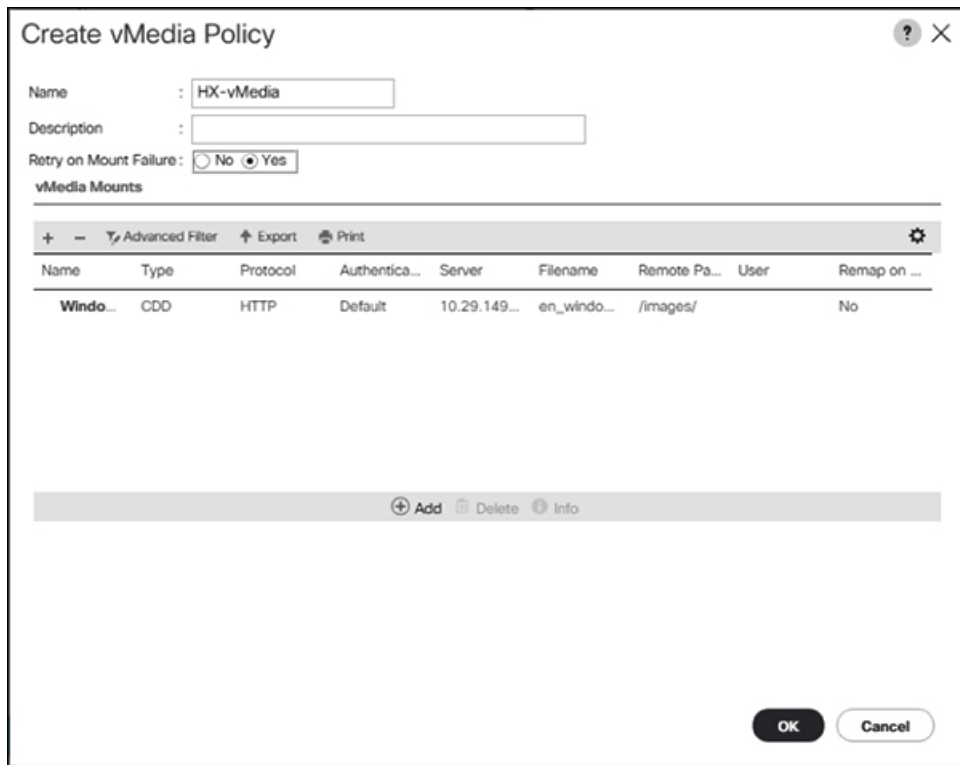 Create vMedia Policy ?
Name : HX-vMedia
Description :
Retry on Mount Failure : No Yes
vMedia Mounts
+ − Advanced Filter Export Print
Name Type Protocol Authentica... Server Filename Remote Pa... User Remap on ...
Windo... CDD HTTP Default 10.29.149... en_windo... /images/ No
Add Delete Info
OK Cancel